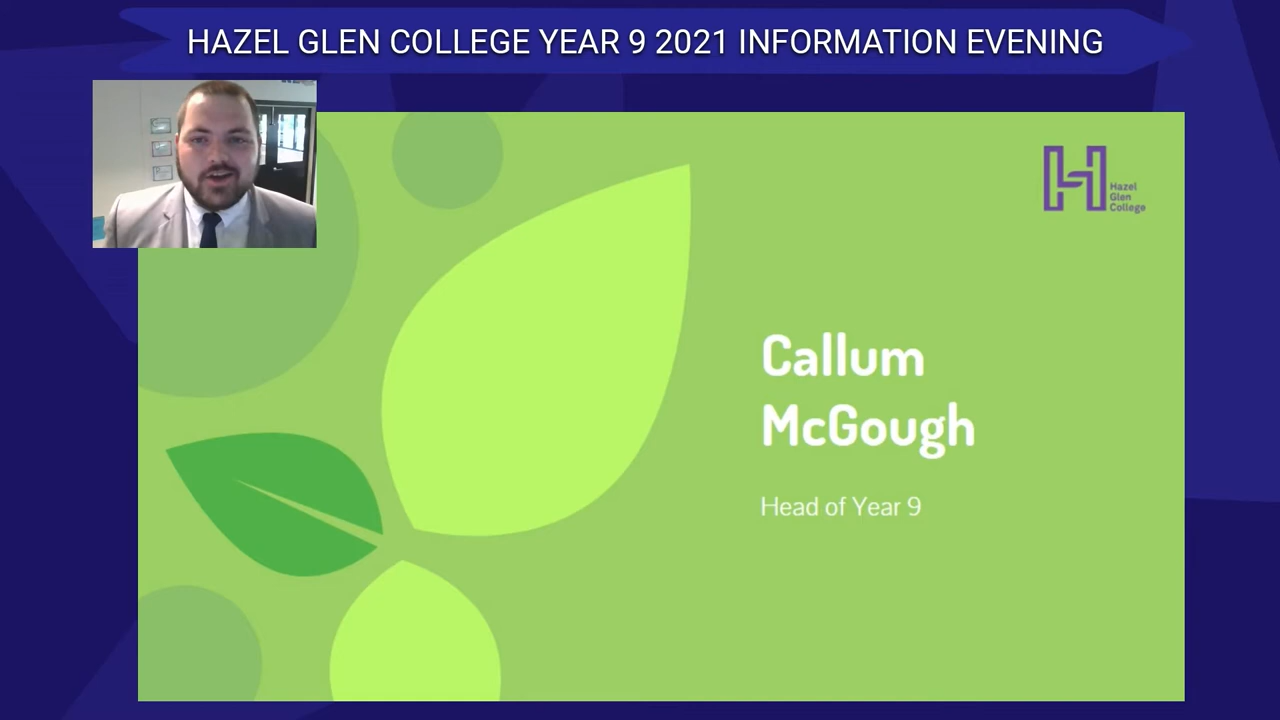 HAZEL GLEN COLLEGE YEAR 9 2021 INFORMATION EVENING
Hazel
Glen
College
Callum
McGough
Head of Year 9